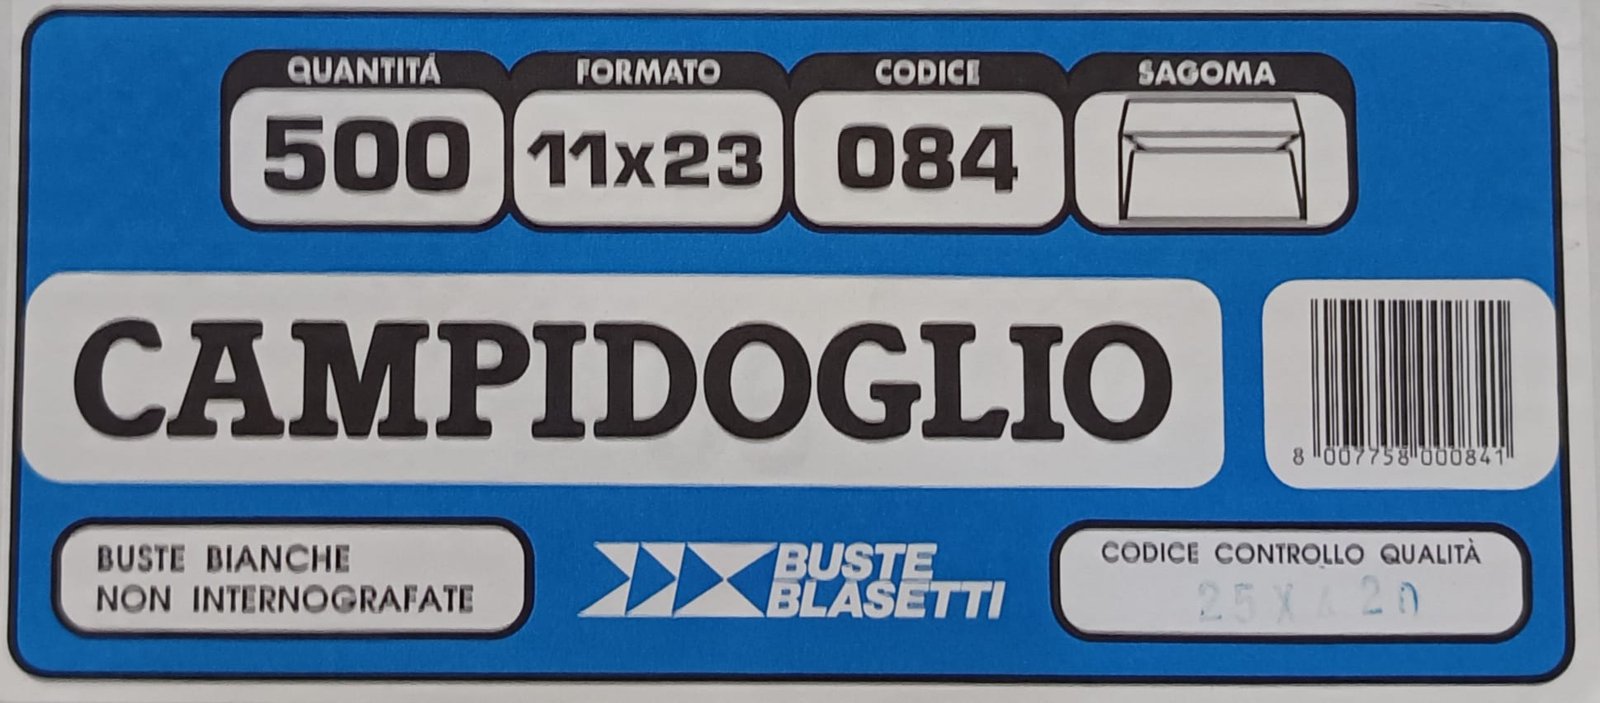 QUANTITÁ FORMATO CODICE SAGOMA
500 11x23 084
CAMPIDOGLIO
8 007758 000841
BUSTE BIANCHE
NON INTERNOGRAFATE
BUSTE
BLASETTI
CODICE CONTROLLO QUALITÀ